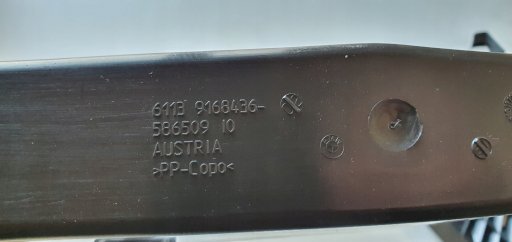 6113 9168436-
586509 10
AUSTRIA
>PP-Copo<